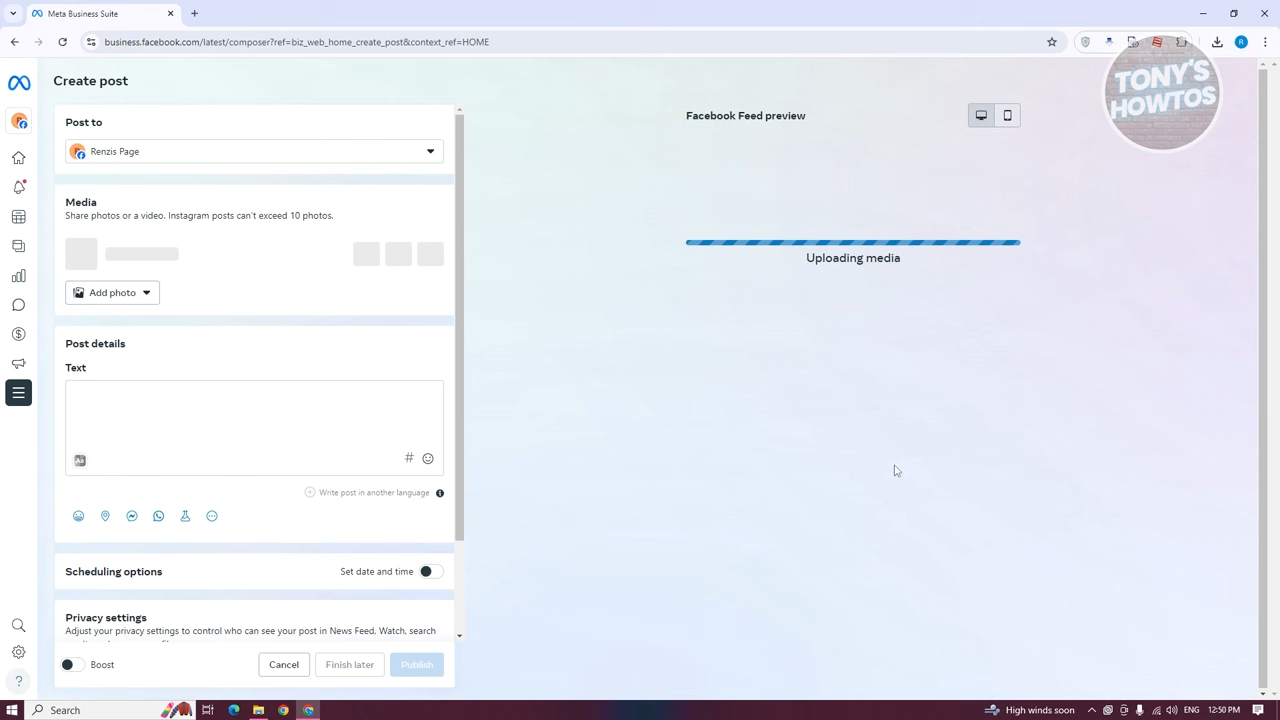 Meta Business Suite
business.facebook.com/latest/composer?ref=biz_web_home_create_post&context_ref=HOME
R
TONY'S
HOWTOS
Create post
Post to
Renzis Page
Media
Share photos or a video. Instagram posts can't exceed 10 photos.
Add photo
Post details
Text
#
Write post in another language
Scheduling options
Set date and time
Privacy settings
Adjust your privacy settings to control who can see your post in News Feed, Watch, search
Boost
Cancel
Finish later
Publish
Facebook Feed preview
Uploading media
Search
High winds soon
ENG
12:50 PM